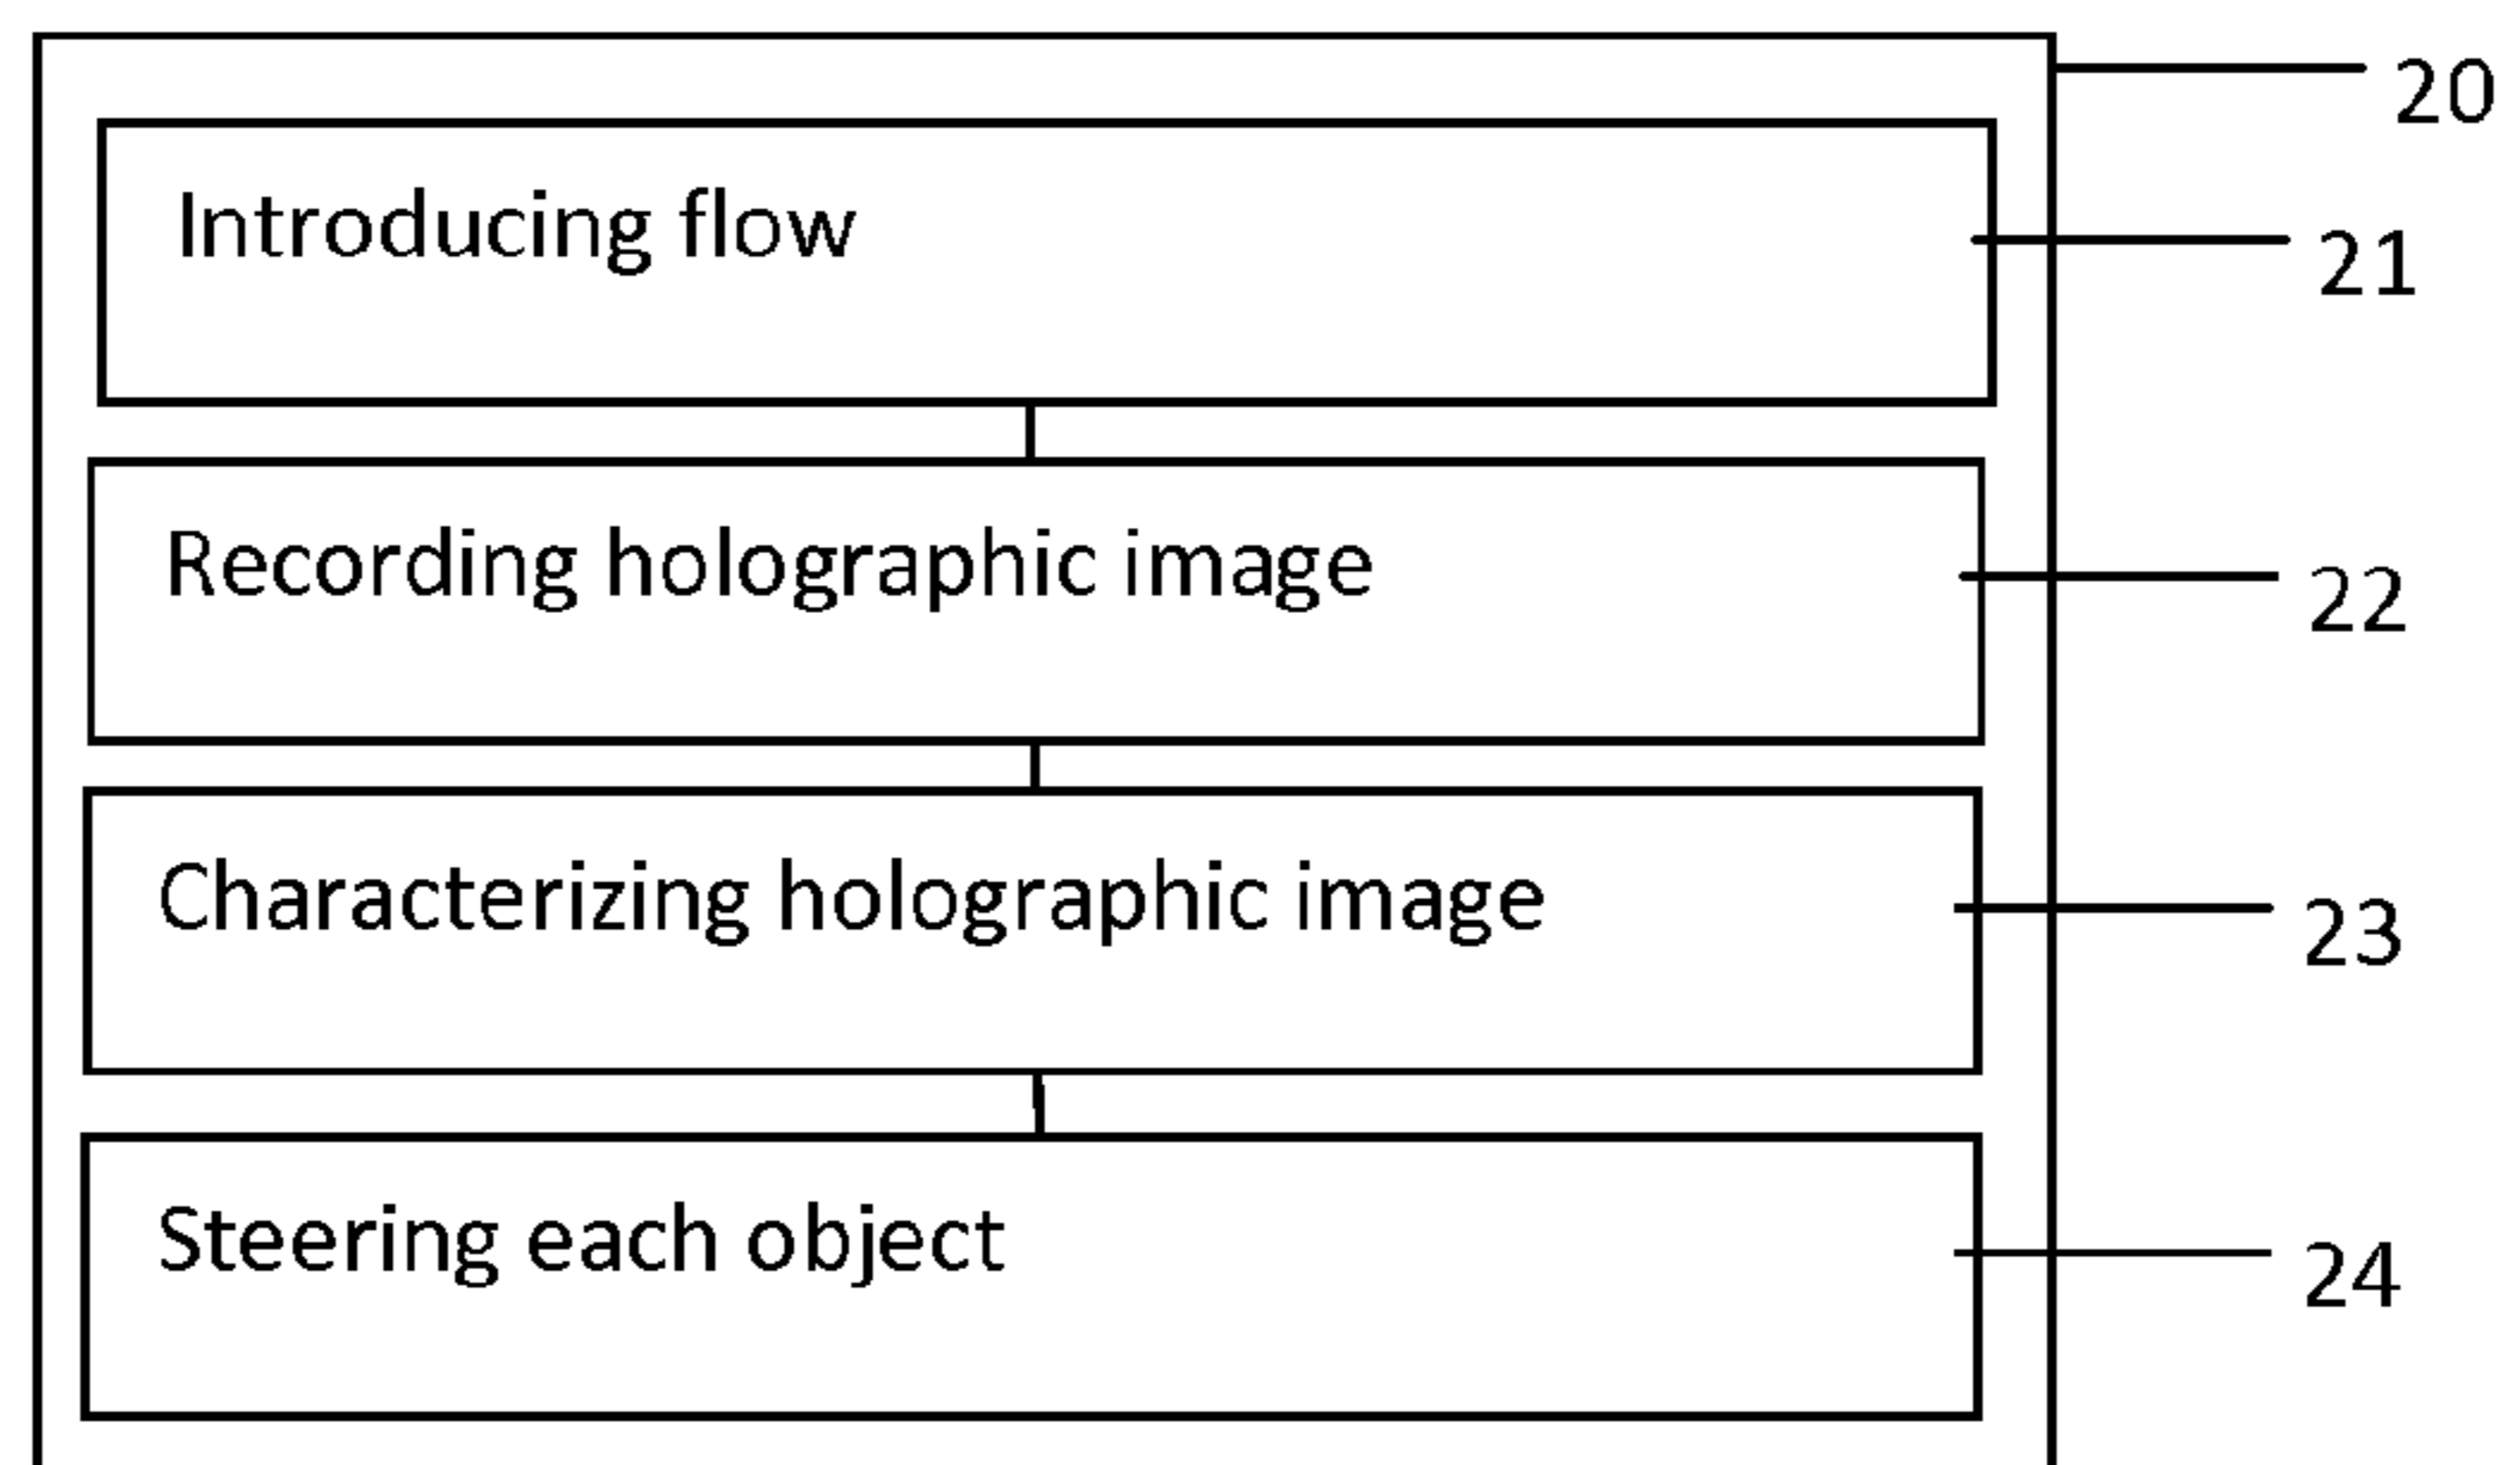 20
Introducing flow
21
Recording holographic image
22
Characterizing holographic image
23
Steering each object
24